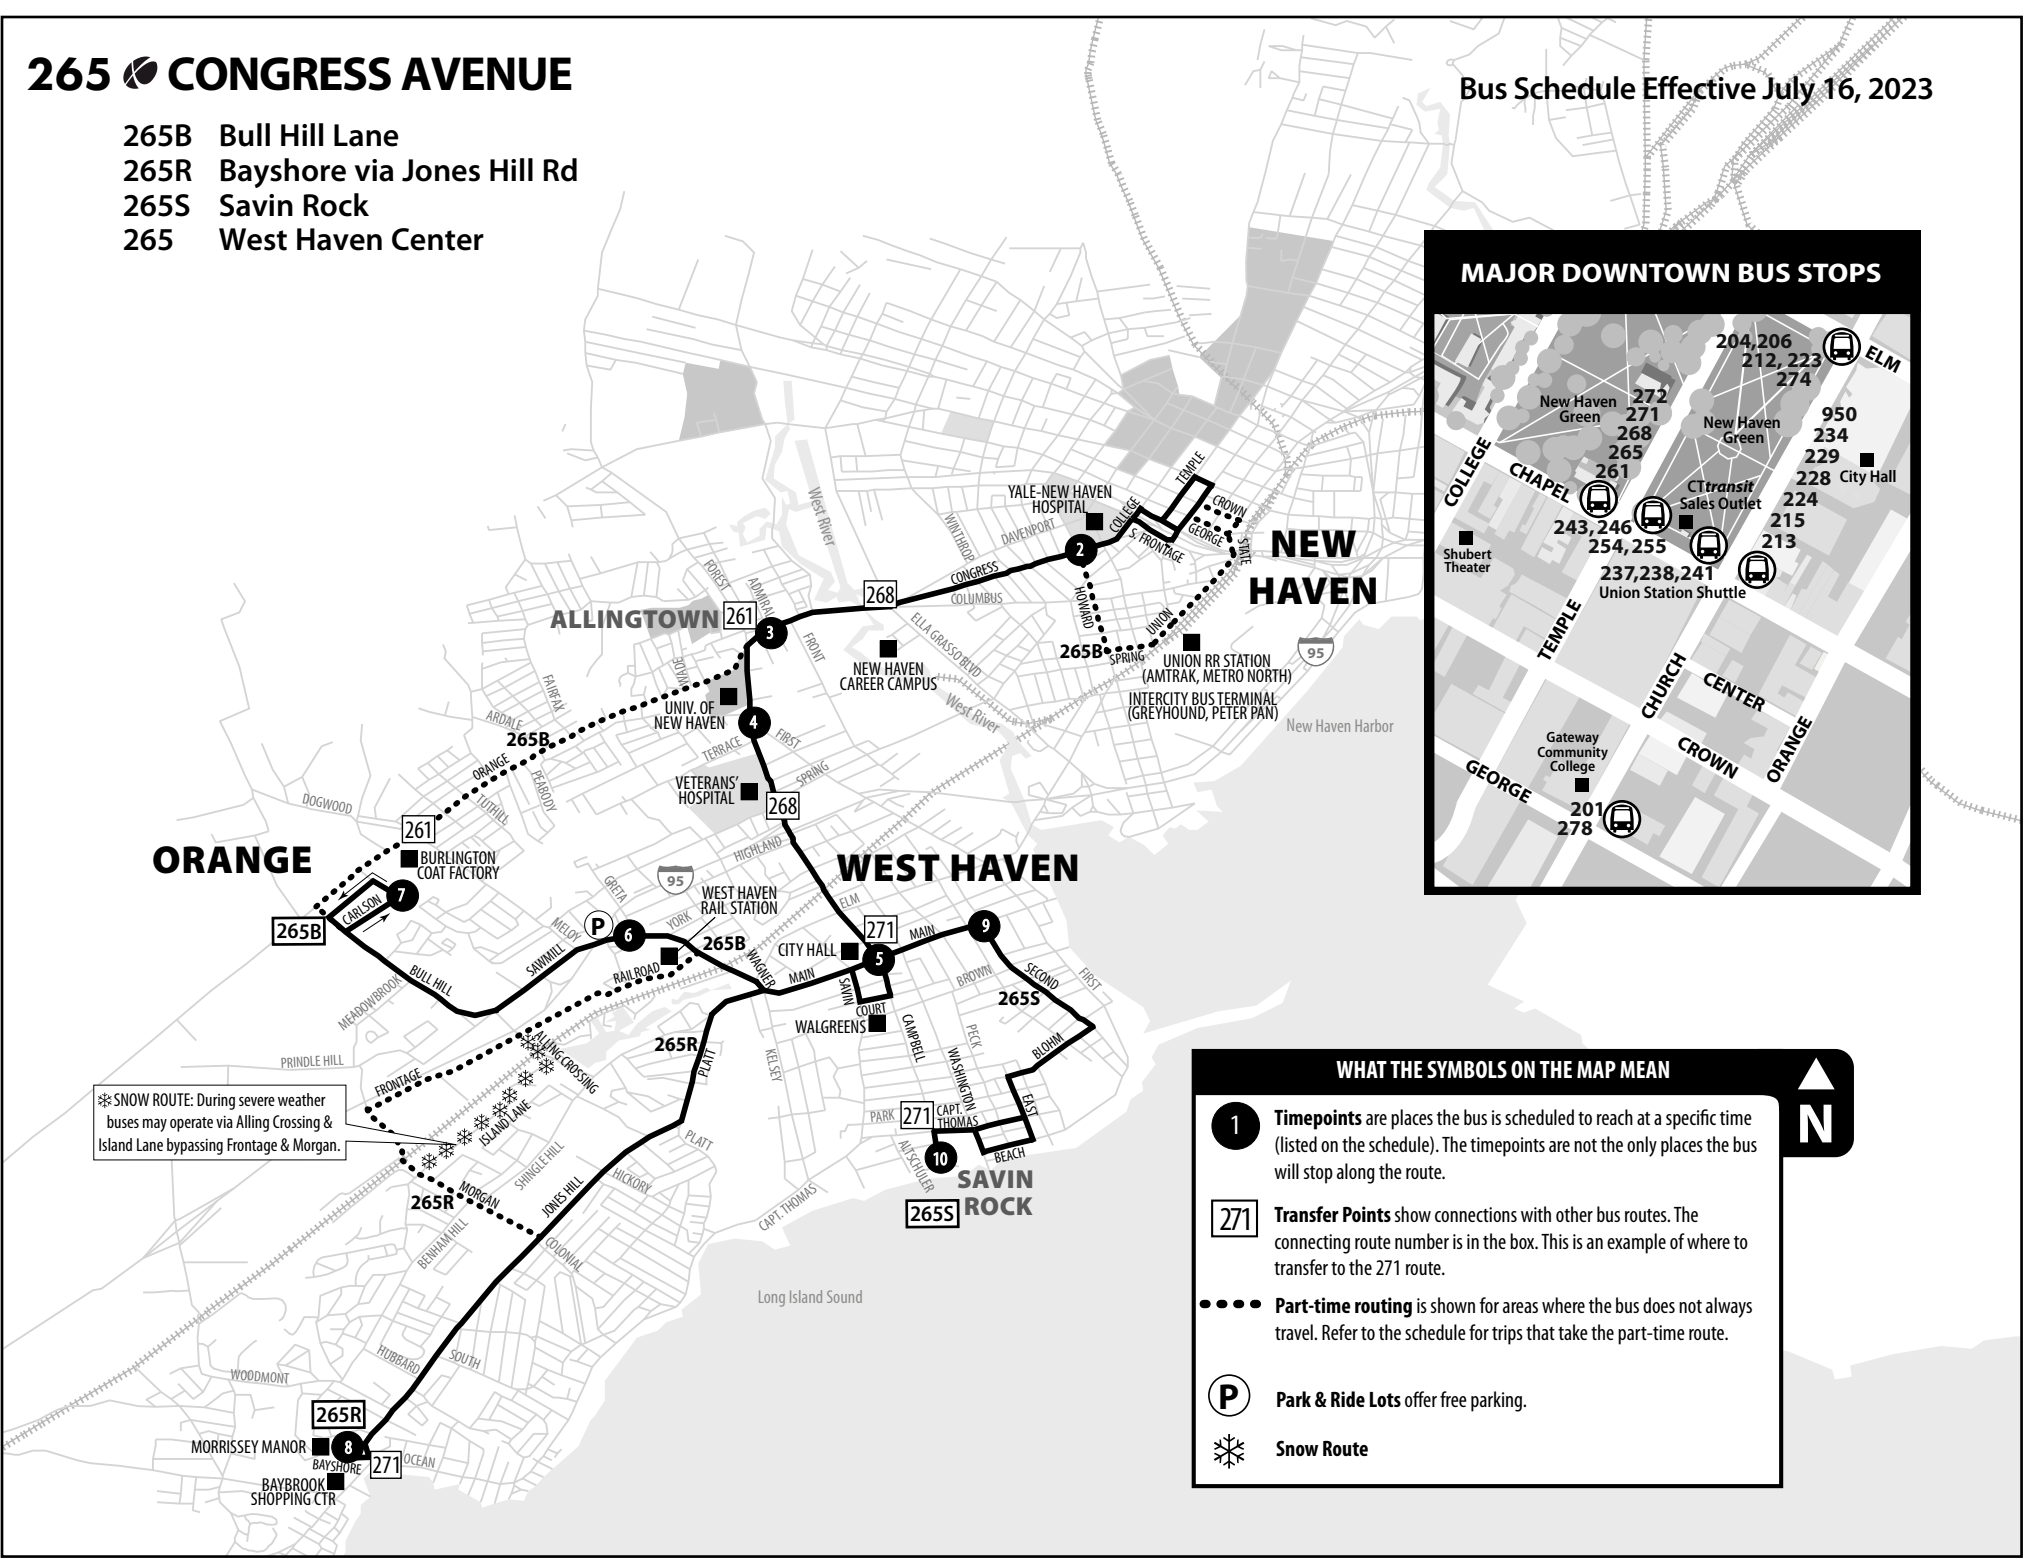 265 CONGRESS AVENUE
265B Bull Hill Lane
265R Bayshore via Jones Hill Rd
265S Savin Rock
265 West Haven Center
Bus Schedule Effective July 16, 2023
MAJOR DOWNTOWN BUS STOPS
204,206
212, 223
274
ELM
New Haven
Green
272
271
268
265
261
New Haven
Green
950
234
229
228
224
215
213
City Hall
COLLEGE
CHAPEL
CTtransit
Sales Outlet
243, 246
254, 255
Shubert
Theater
237,238,241
Union Station Shuttle
TEMPLE
CHURCH
CENTER
Gateway
Community
College
CROWN
ORANGE
GEORGE
201
278
TEMPLE
YALE-NEW HAVEN
HOSPITAL
COLLEGE
CROWN
GEORGE
S. FRONTAGE
STATE
NEW
HAVEN
WINTHROP
DAVENPORT
2
West River
CONGRESS
COLUMBUS
HOWARD
FOREST
ADMIRAL
268
ALLINGTOWN
261
3
FRONT
ELLA GRASSO BLVD
UNION
265B
SPRING
UNION RR STATION
(AMTRAK, METRO NORTH)
INTERCITY BUS TERMINAL
(GREYHOUND, PETER PAN)
95
NEW HAVEN
CAREER CAMPUS
West River
New Haven Harbor
WADE
FAIRFAX
UNIV. OF
NEW HAVEN
4
ARDALE
265B
ORANGE
TERRACE
FIRST
SPRING
PEABODY
VETERANS'
HOSPITAL
268
DOGWOOD
TUTHILL
261
HIGHLAND
ORANGE
BURLINGTON
COAT FACTORY
WEST HAVEN
95
GRETA
WEST HAVEN
RAIL STATION
ELM
CARLSON
7
265B
P
6
MELOY
YORK
265B
271
MAIN
9
CITY HALL
5
SAWMILL
RAILROAD
WAGNER
MAIN
BULL HILL
SAVIN
BROWN
SECOND
FIRST
265S
MEADOWBROOK
COURT
WALGREENS
CAMPBELL
PECK
265R
PLATT
KELSEY
BLOHM
PRINDLE HILL
ALLING CROSSING
FRONTAGE
WASHINGTON
EAST
SNOW ROUTE: During severe weather
buses may operate via Alling Crossing &
Island Lane bypassing Frontage & Morgan.
ISLAND LANE
PARK
271
CAPT.
THOMAS
PLATT
SHINGLE HILL
ALTSCHULER
10
BEACH
SAVIN
ROCK
HICKORY
MORGAN
265R
JONES HILL
CAPT. THOMAS
265S
BENHAM HILL
COLONIAL
Long Island Sound
HUBBARD
SOUTH
WOODMONT
265R
MORRISSEY MANOR
8
BAYSHORE
271
OCEAN
BAYBROOK
SHOPPING CTR
WHAT THE SYMBOLS ON THE MAP MEAN
N
1
Timepoints are places the bus is scheduled to reach at a specific time
(listed on the schedule). The timepoints are not the only places the bus
will stop along the route.
271
Transfer Points show connections with other bus routes. The
connecting route number is in the box. This is an example of where to
transfer to the 271 route.
Part-time routing is shown for areas where the bus does not always
travel. Refer to the schedule for trips that take the part-time route.
P
Park & Ride Lots offer free parking.
Snow Route